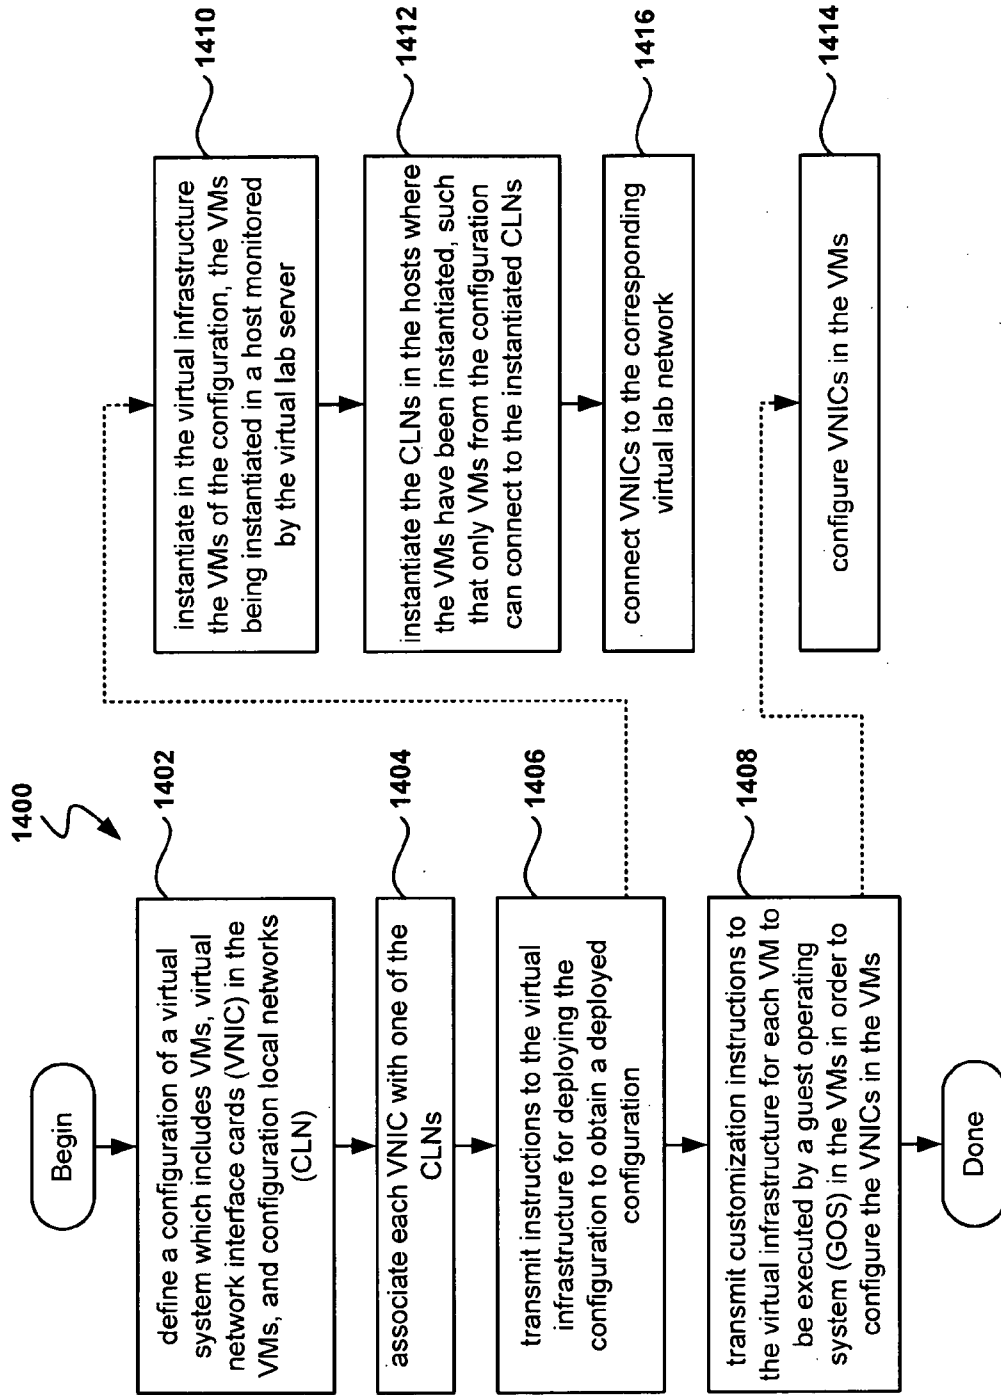 1400
Begin
1402
define a configuration of a virtual
system which includes VMs, virtual
network interface cards (VNIC) in the
VMs, and configuration local networks
(CLN)
1404
associate each VNIC with one of the
CLNs
1406
transmit instructions to the virtual
infrastructure for deploying the
configuration to obtain a deployed
configuration
1408
transmit customization instructions to
the virtual infrastructure for each VM to
be executed by a guest operating
system (GOS) in the VMs in order to
configure the VNICs in the VMs
Done
1410
instantiate in the virtual infrastructure
the VMs of the configuration, the VMs
being instantiated in a host monitored
by the virtual lab server
1412
instantiate the CLNs in the hosts where
the VMs have been instantiated, such
that only VMs from the configuration
can connect to the instantiated CLNs
1416
connect VNICs to the corresponding
virtual lab network
1414
configure VNICs in the VMs